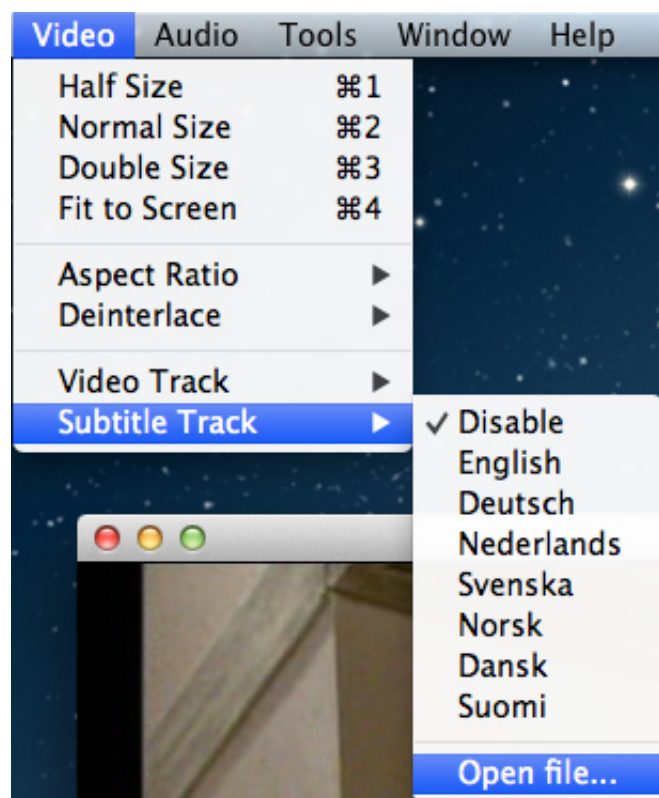 Video Audio Tools Window Help
Half Size ⌘1
Normal Size ⌘2
Double Size ⌘3
Fit to Screen ⌘4
Aspect Ratio ▶
Deinterlace ▶
Video Track ▶
Subtitle Track ▶
✓ Disable
English
Deutsch
Nederlands
Svenska
Norsk
Dansk
Suomi
Open file...